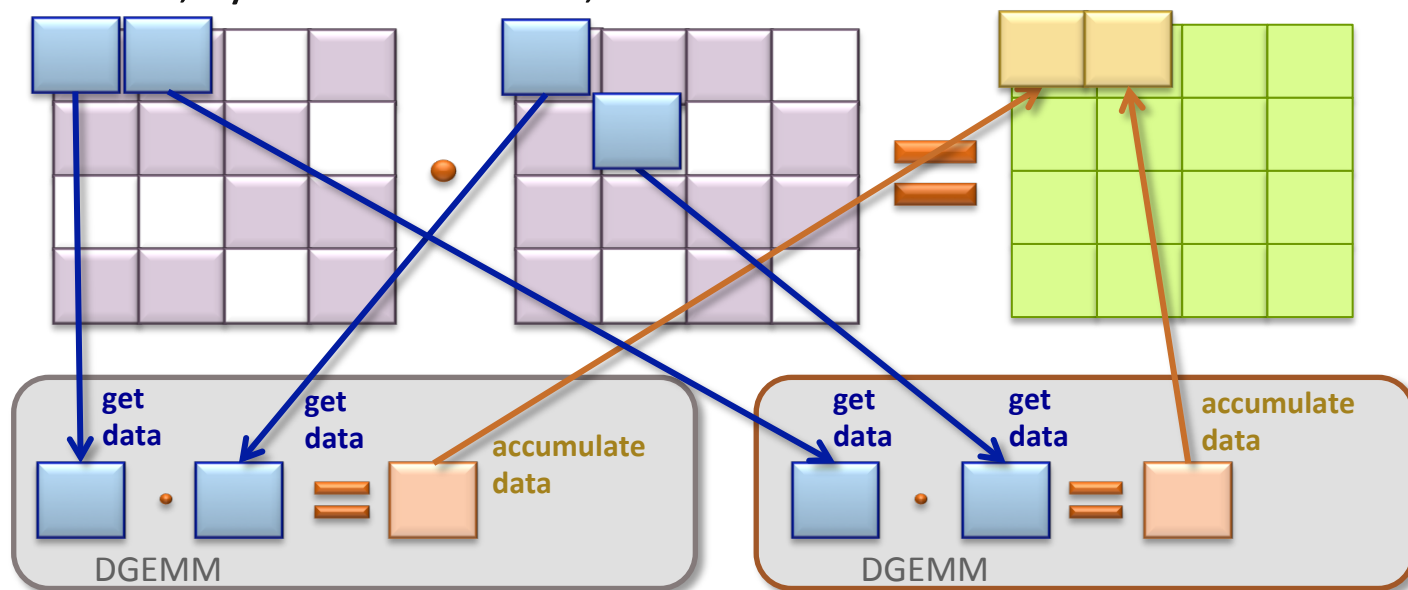 get
data
get
data
accumulate
data
DGEMM
get
data
get
data
accumulate
data
DGEMM